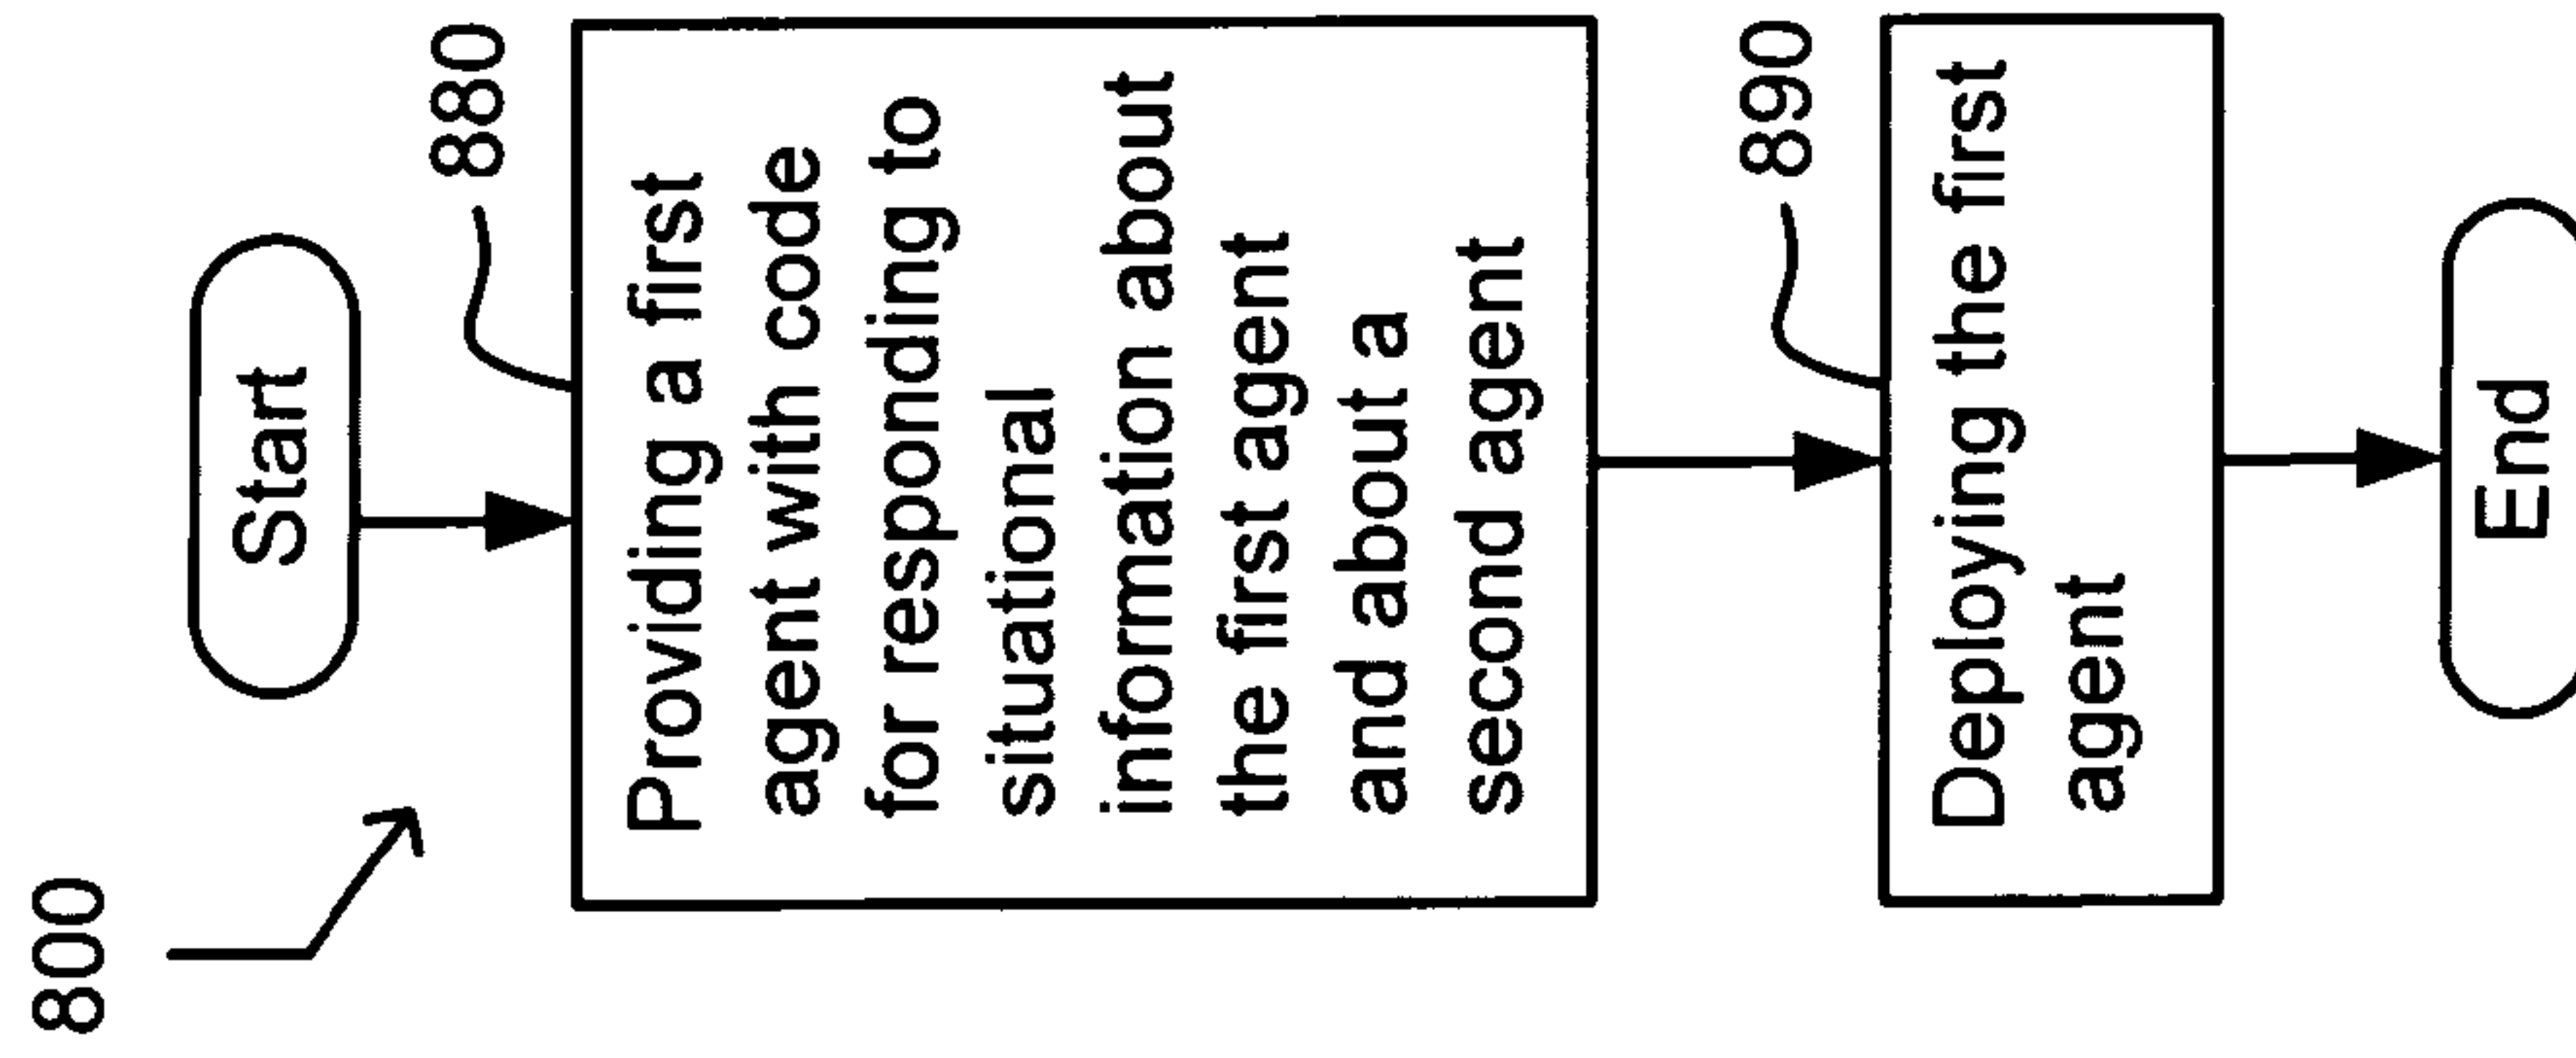 800
Start
880
Providing a first
agent with code
for responding to
situational
information about
the first agent
and about a
second agent
890
Deploying the first
agent
End